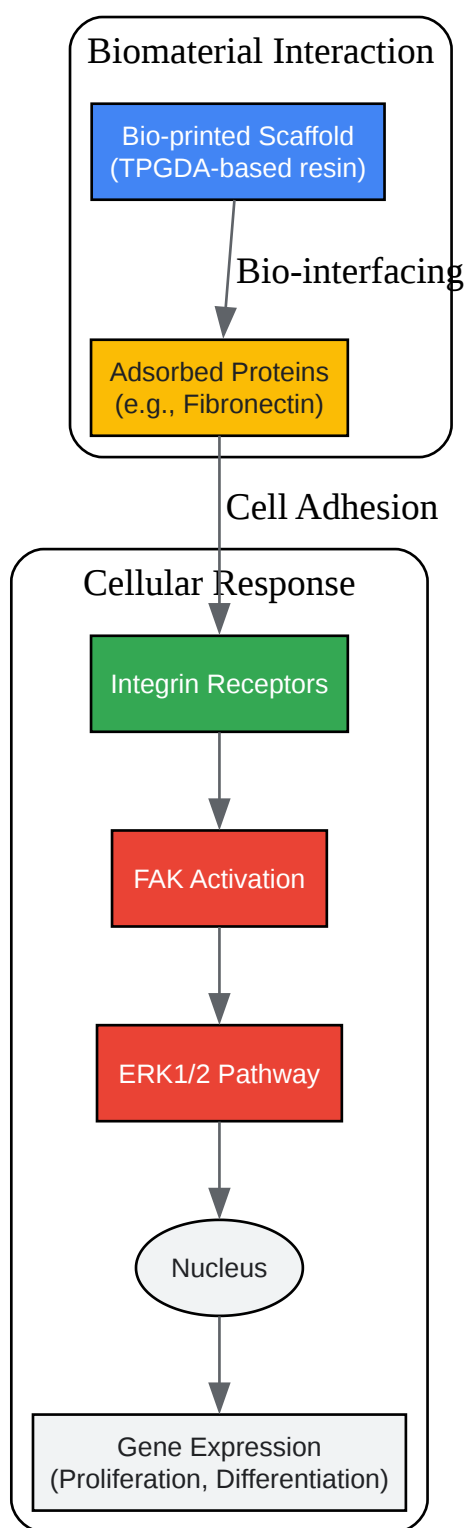 Biomaterial Interaction
Bio-printed Scaffold
(TPGDA-based resin)
Bio-interfacing
Adsorbed Proteins
(e.g., Fibronectin)
Cell Adhesion
Cellular Response
Integrin Receptors
FAK Activation
ERK1/2 Pathway
Nucleus
Gene Expression
(Proliferation, Differentiation)